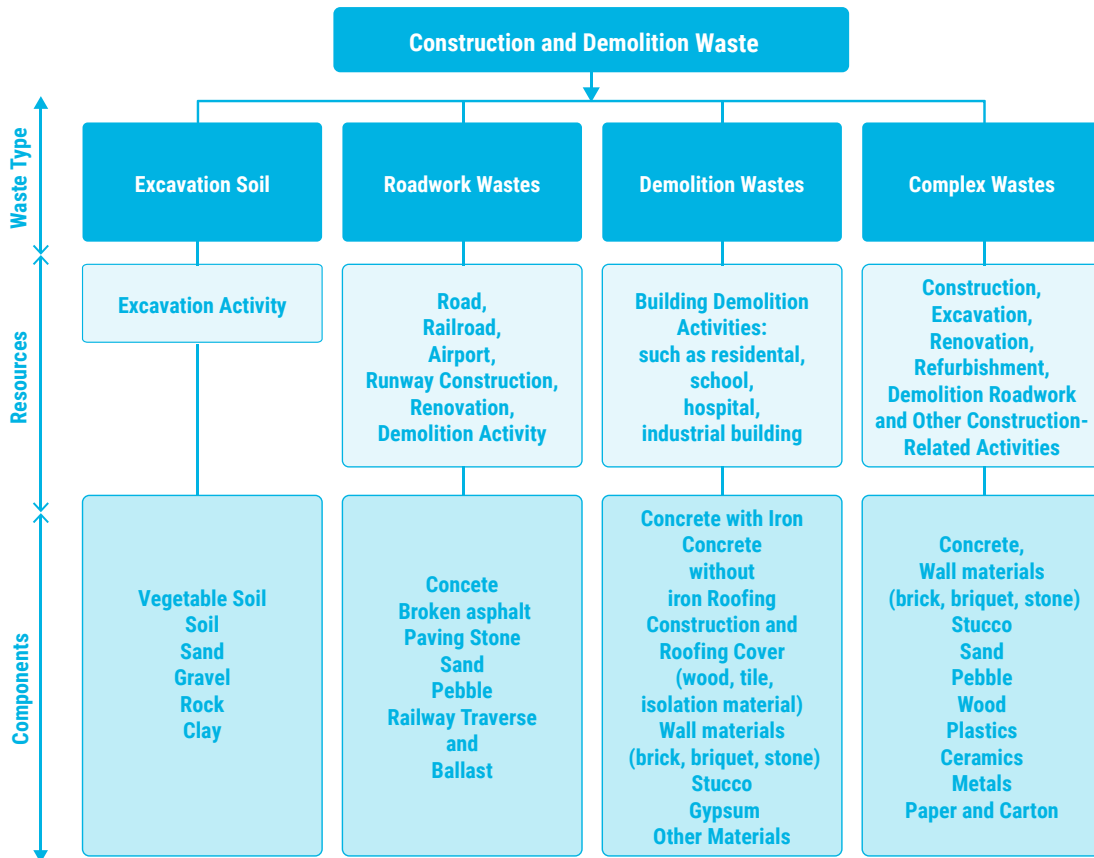 Construction and Demolition Waste
Waste Type
Excavation Soil
Roadwork Wastes
Demolition Wastes
Complex Wastes
Resources
Excavation Activity
Road,
Railroad,
Airport,
Runway Construction,
Renovation,
Demolition Activity
Building Demolition
Activities:
such as residental,
school,
hospital,
industrial building
Construction,
Excavation,
Renovation,
Refurbishment,
Demolition Roadwork
and Other Construction-
Related Activities
Components
Vegetable Soil
Soil
Sand
Gravel
Rock
Clay
Concete
Broken asphalt
Paving Stone
Sand
Pebble
Railway Traverse
and
Ballast
Concrete with Iron
Concrete
without
iron Roofing
Construction and
Roofing Cover
(wood, tile,
isolation material)
Wall materials
(brick, briquet, stone)
Stucco
Gypsum
Other Materials
Concrete,
Wall materials
(brick, briquet, stone)
Stucco
Sand
Pebble
Wood
Plastics
Ceramics
Metals
Paper and Carton